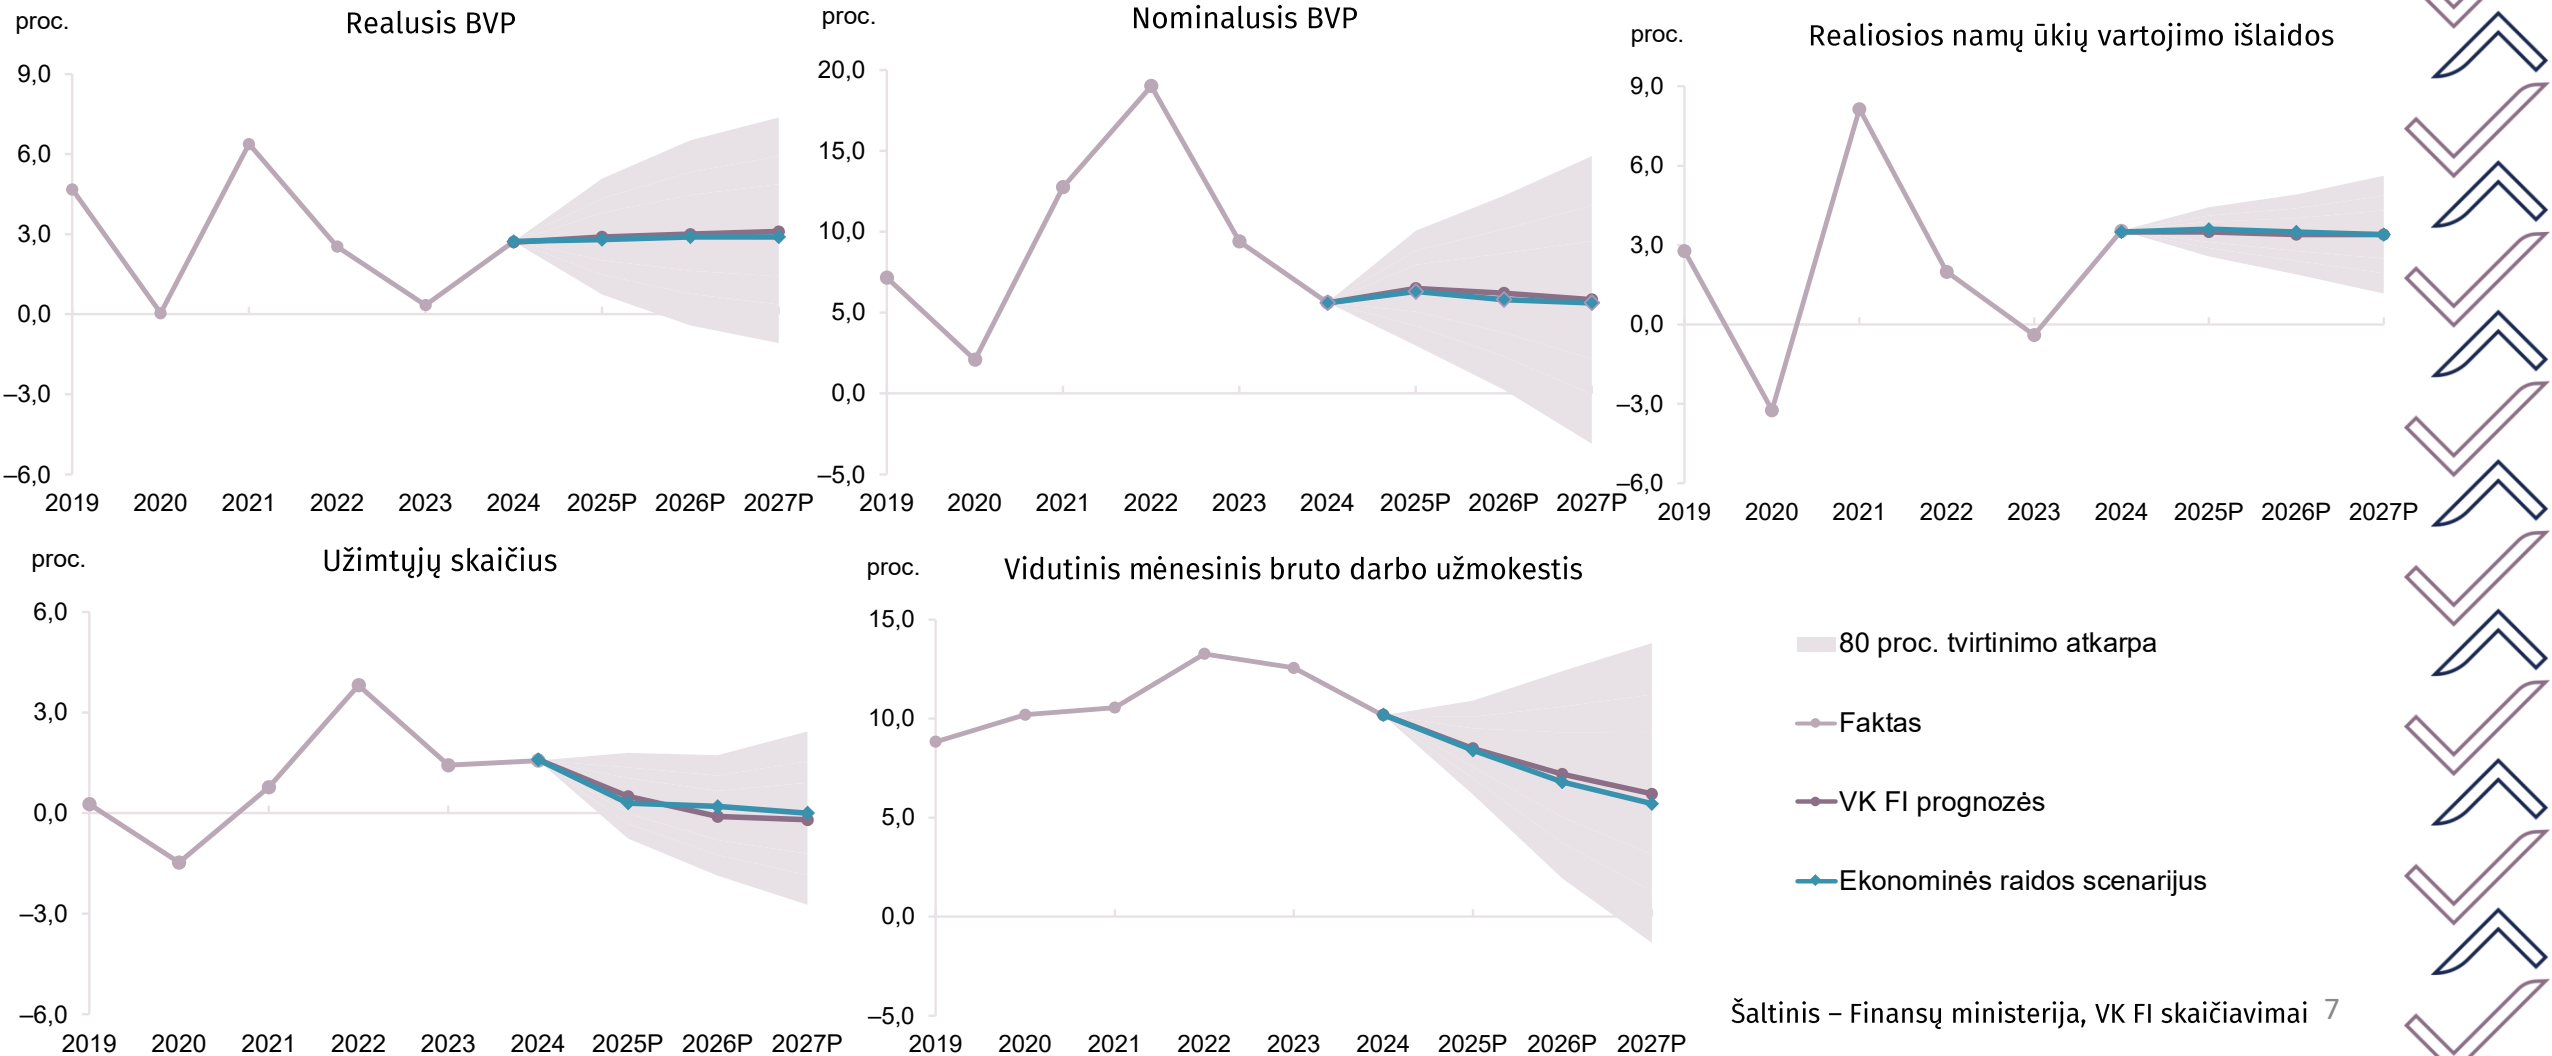 proc.
Realusis BVP
9,0
6,0
3,0
0,0
–3,0
–6,0
2019 2020 2021 2022 2023 2024 2025P 2026P 2027P
proc.
Nominalusis BVP
20,0
15,0
10,0
5,0
0,0
–5,0
2019 2020 2021 2022 2023 2024 2025P 2026P 2027P
proc.
Realiosios namų ūkių vartojimo išlaidos
9,0
6,0
3,0
0,0
–3,0
–6,0
2019 2020 2021 2022 2023 2024 2025P 2026P 2027P
proc.
Užimtųjų skaičius
6,0
3,0
0,0
–3,0
–6,0
2019 2020 2021 2022 2023 2024 2025P 2026P 2027P
proc.
Vidutinis mėnesinis bruto darbo užmokestis
15,0
10,0
5,0
0,0
–5,0
2019 2020 2021 2022 2023 2024 2025P 2026P 2027P
80 proc. tvirtinimo atkarpa
Faktas
VK FI prognozės
Ekonominės raidos scenarijus
Šaltinis – Finansų ministerija, VK FI skaičiavimai 7